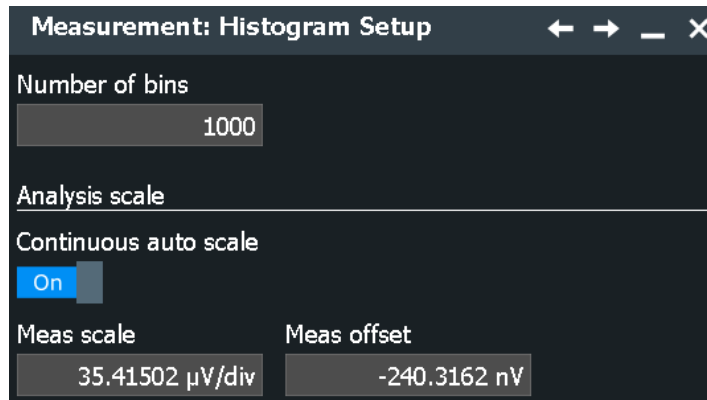 Measurement: Histogram Setup
Number of bins
1000
Analysis scale
Continuous auto scale
On
Meas scale Meas offset
35.41502 µV/div -240.3162 nV